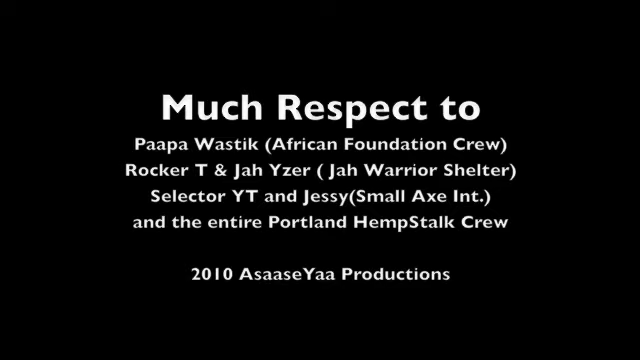 Much Respect to
Paapa Wastik (African Foundation Crew)
Rocker T & Jah Yzer ( Jah Warrior Shelter)
Selector YT and Jessy(Small Axe Int.)
and the entire Portland HempStalk Crew
2010 AsaaseYaa Productions